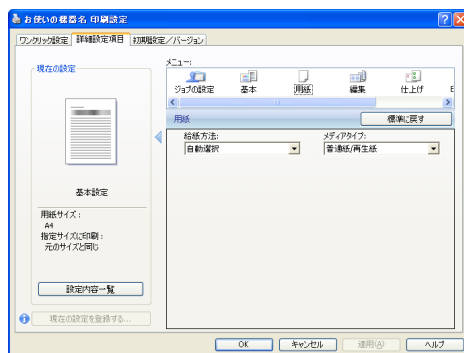 お使いの機器名 印刷設定
ワンクリック設定
詳細設定項目
初期設定／バージョン
現在の設定
基本設定
用紙サイズ：
A4
指定サイズに印刷：
元のサイズと同じ
設定内容一覧
現在の設定を登録する...
メニュー：
ジョブの設定
基本
用紙
編集
仕上げ
用紙
標準に戻す
給紙方法：
メディアタイプ：
自動選択
普通紙/再生紙
OK
キャンセル
適用(A)
ヘルプ